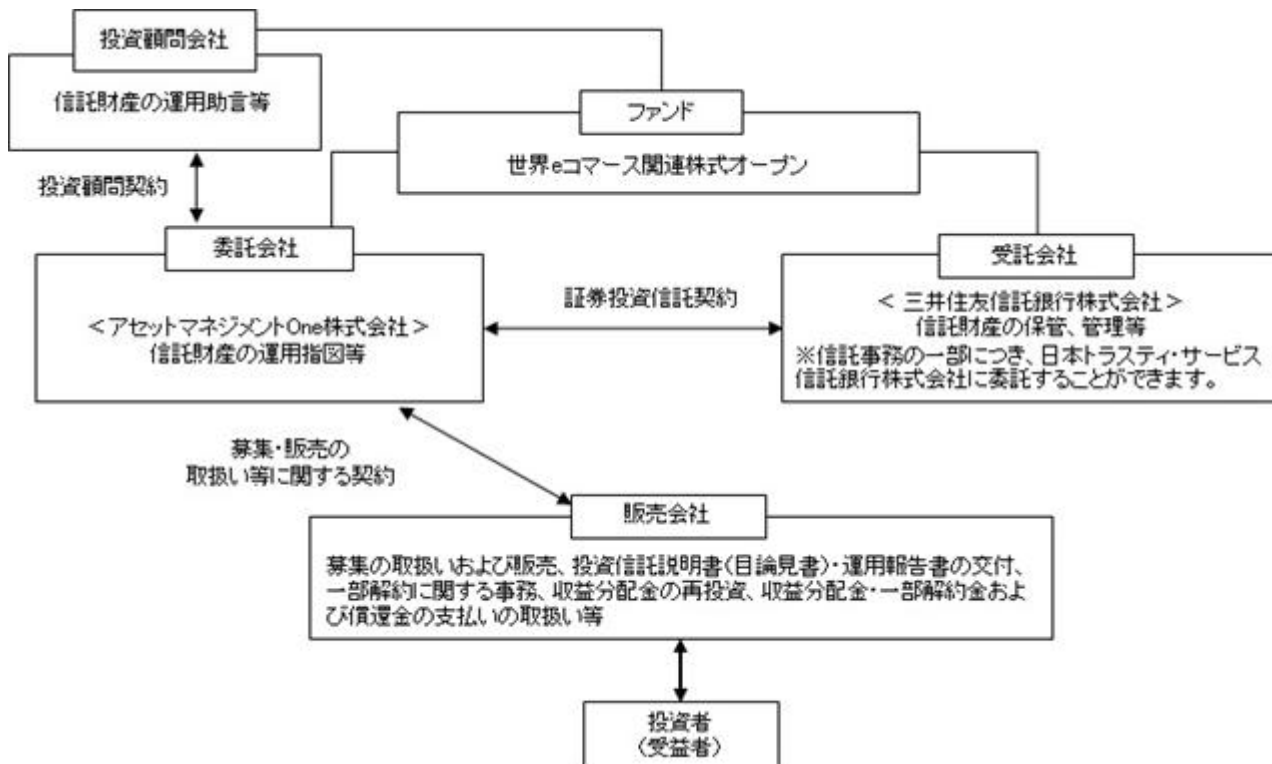 投資顧問会社
信託財産の運用助言等
ファンド
世界eコマース関連株式オープン
投資顧問契約
委託会社
<アセットマネジメントOne株式会社>
信託財産の運用指図等
証券投資信託契約
受託会社
< 三井住友信託銀行株式会社>
信託財産の保管、管理等
※信託事務の一部につき、日本トラスティ・サービス
信託銀行株式会社に委託することができます。
募集・販売の
取扱い等に関する契約
販売会社
募集の取扱いおよび販売、投資信託説明書(目論見書)・運用報告書の交付、
一部解約に関する事務、収益分配金の再投資、収益分配金・一部解約金およ
び償還金の支払いの取扱い等
投資者
(受益者)